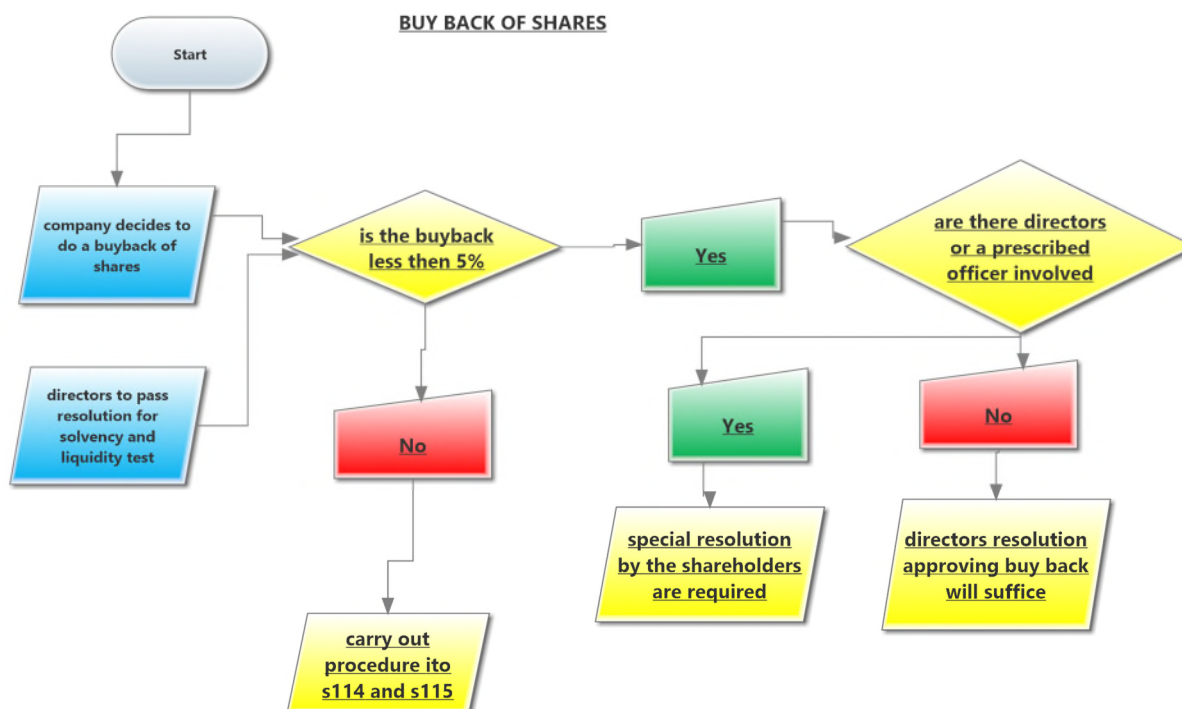 BUY BACK OF SHARES
Start
company decides to
do a buyback of
shares
is the buyback
less then 5%
Yes
are there directors
or a prescribed
officer involved
directors to pass
resolution for
solvency and
liquidity test
No
Yes
No
special resolution
by the shareholders
are required
directors resolution
approving buy back
will suffice
carry out
procedure ito
s114 and s115